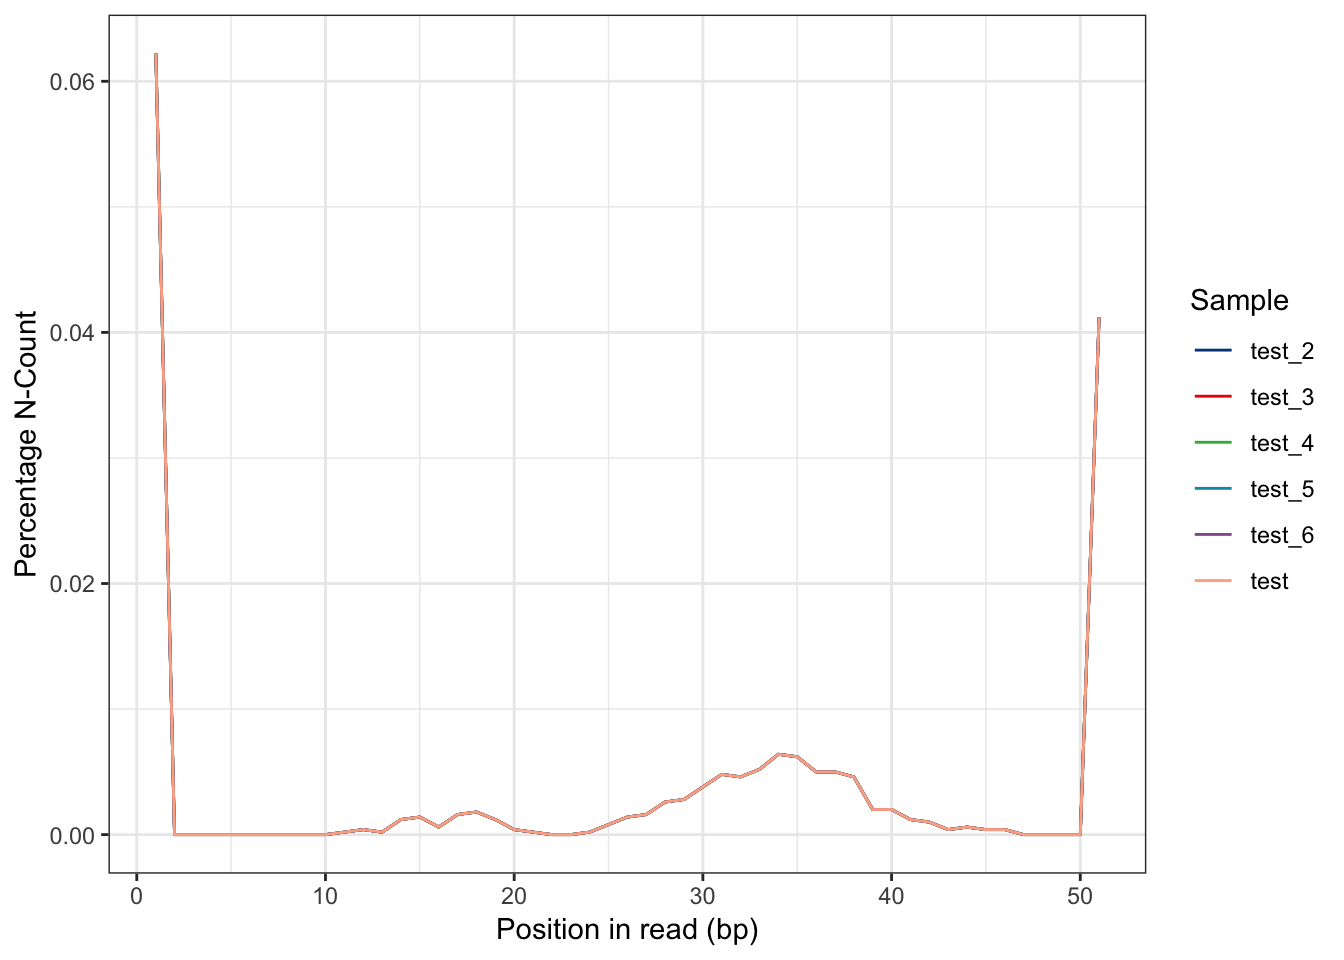 Percentage N-Count
0.06
0.04
0.02
0.00
0 10 20 30 40 50
Position in read (bp)
Sample
test_2
test_3
test_4
test_5
test_6
test